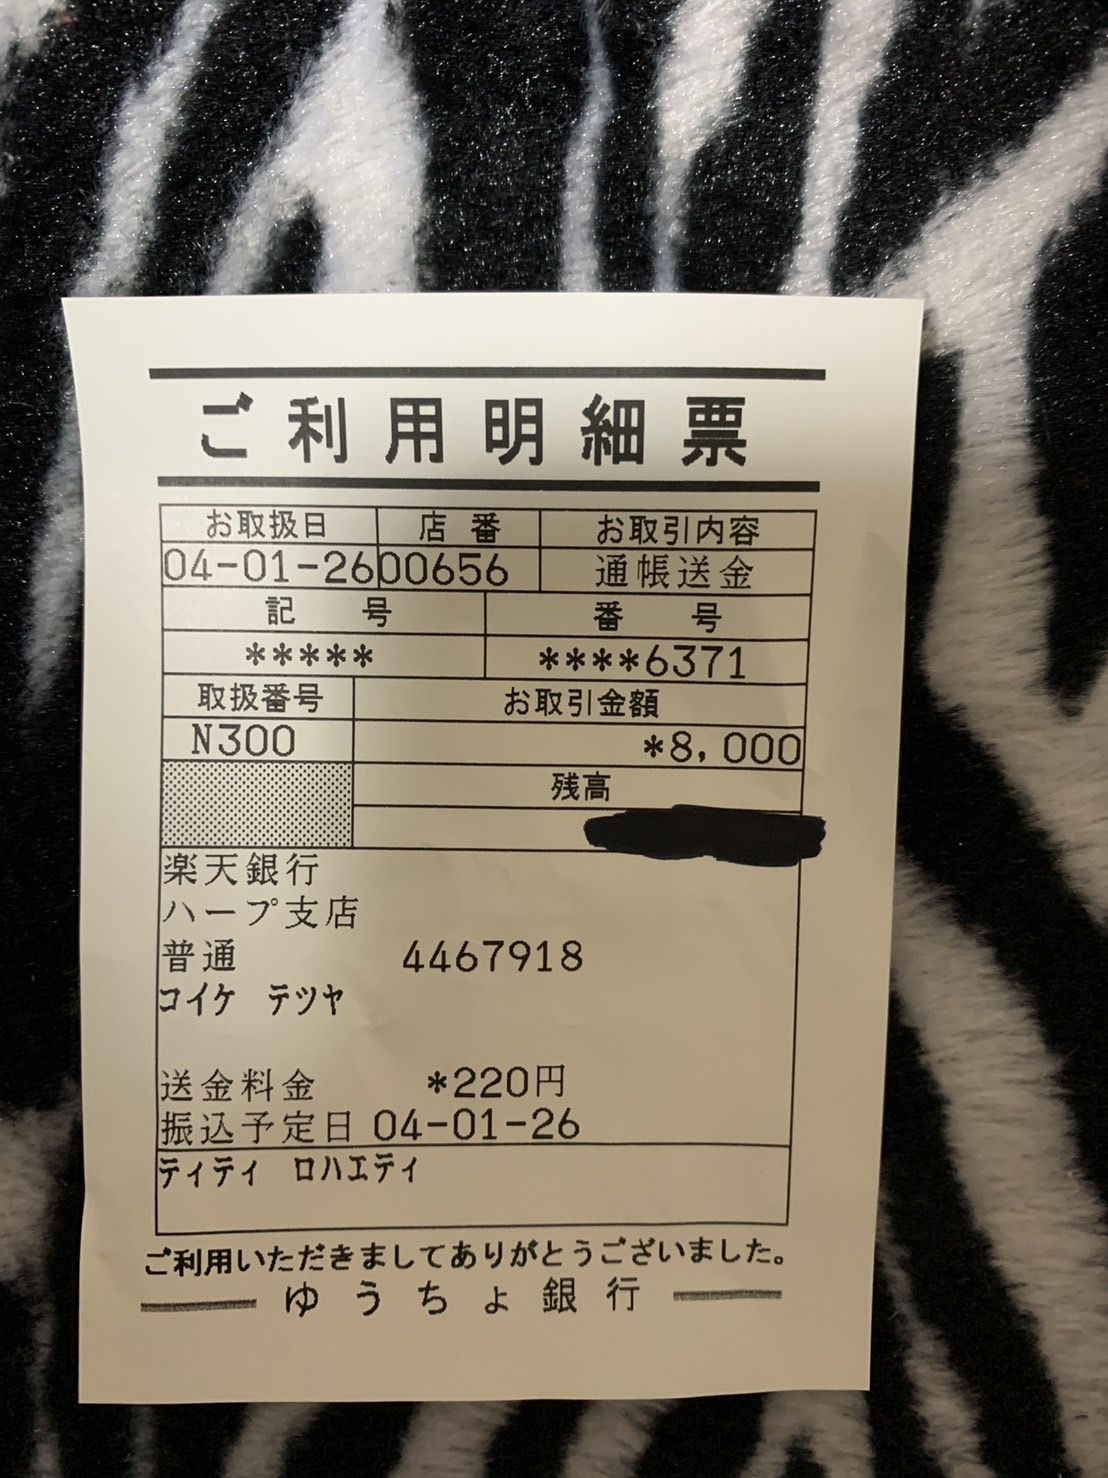 ご利用明細票
お取扱日 店番 お取引内容
04-01-26 00656 通帳送金
記号 番号
***** ****6371
取扱番号 お取引金額
N300 *8,000
残高
楽天銀行
ハープ支店
普通 4467918
コイケ テツヤ
送金料金 *220円
振込予定日 04-01-26
ティティ ロハエティ
ご利用いただきましてありがとうございました。
ゆうちょ銀行